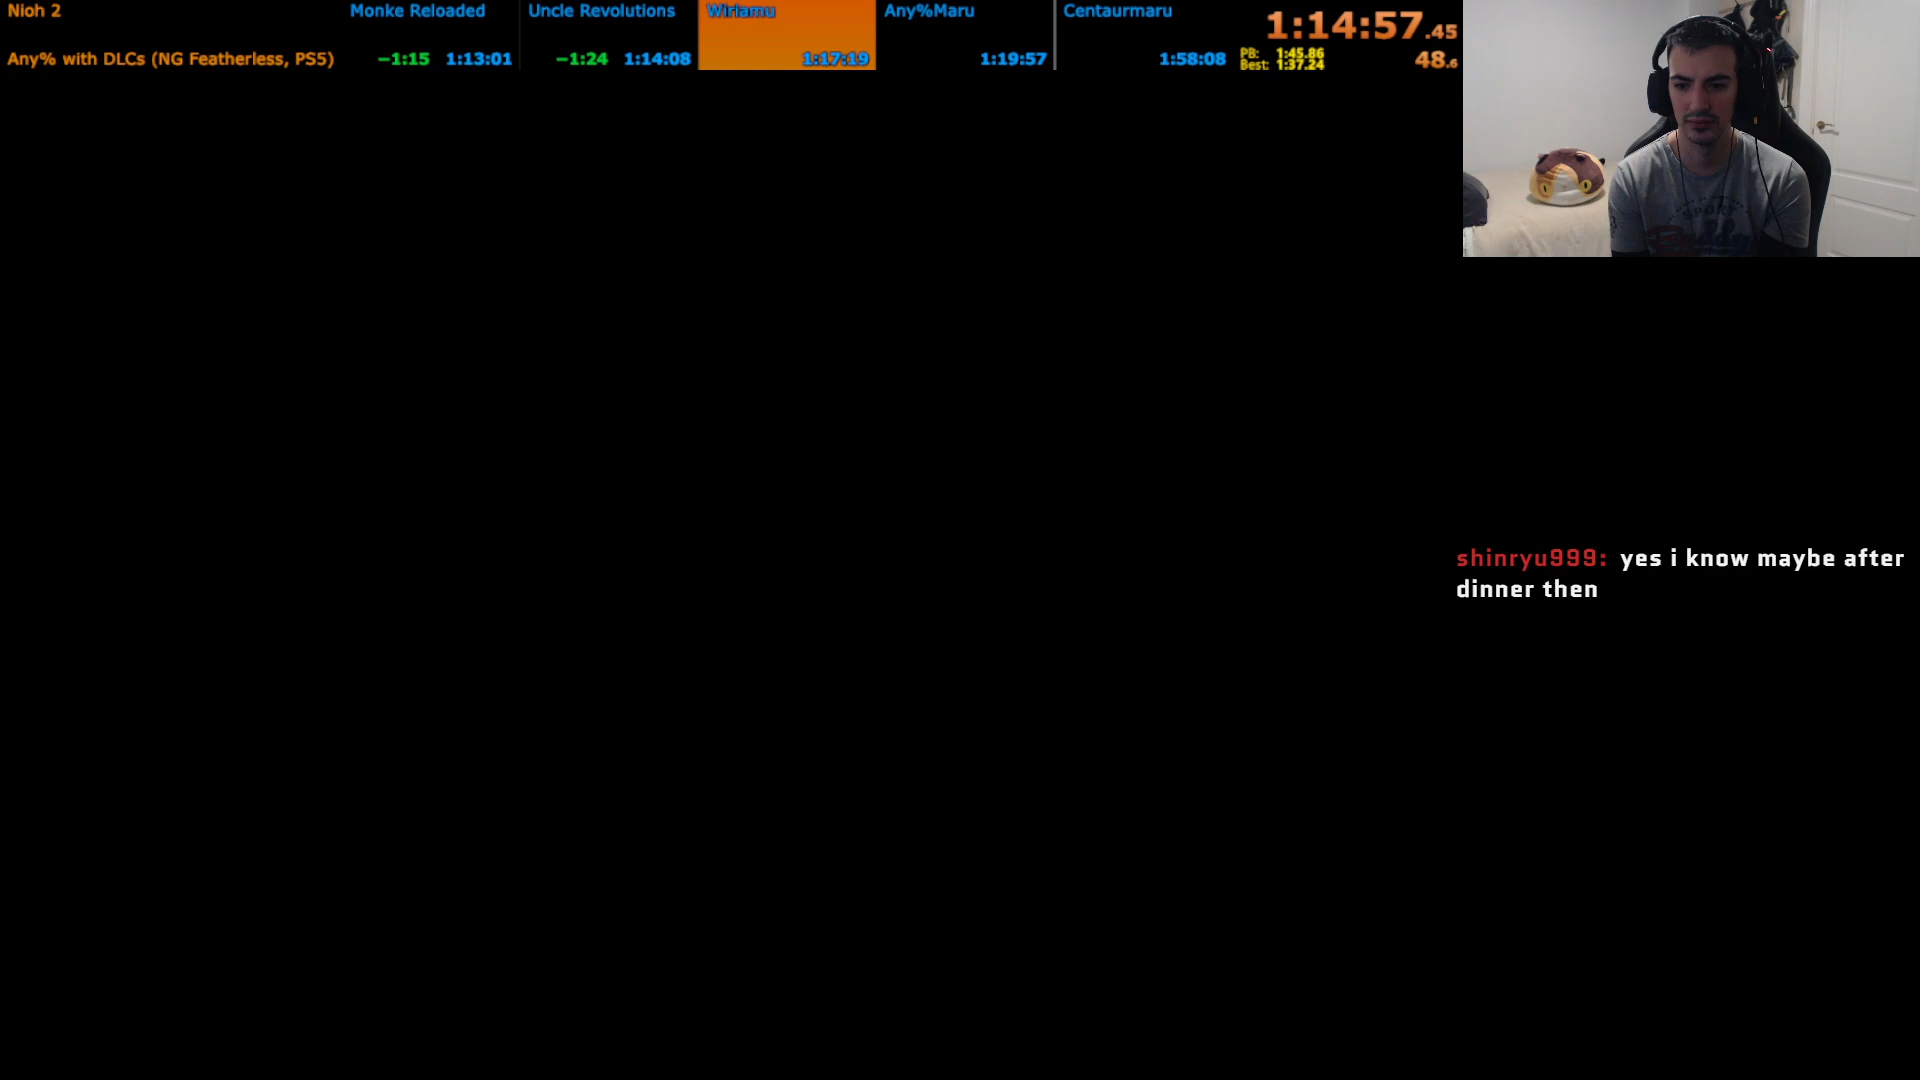 Nioh 2
Any% with DLCs (NG Featherless, PS5)
Monke Reloaded
−1:15 1:13:01
Uncle Revolutions
−1:24 1:14:08
Wiriamu
1:17:19
Any%Maru
1:19:57
Centaurmaru
1:58:08
1:14:57.45
PB: 1:45.86
Best: 1:37.24
48.6
SPORT
shinryu999: yes i know maybe after
dinner then